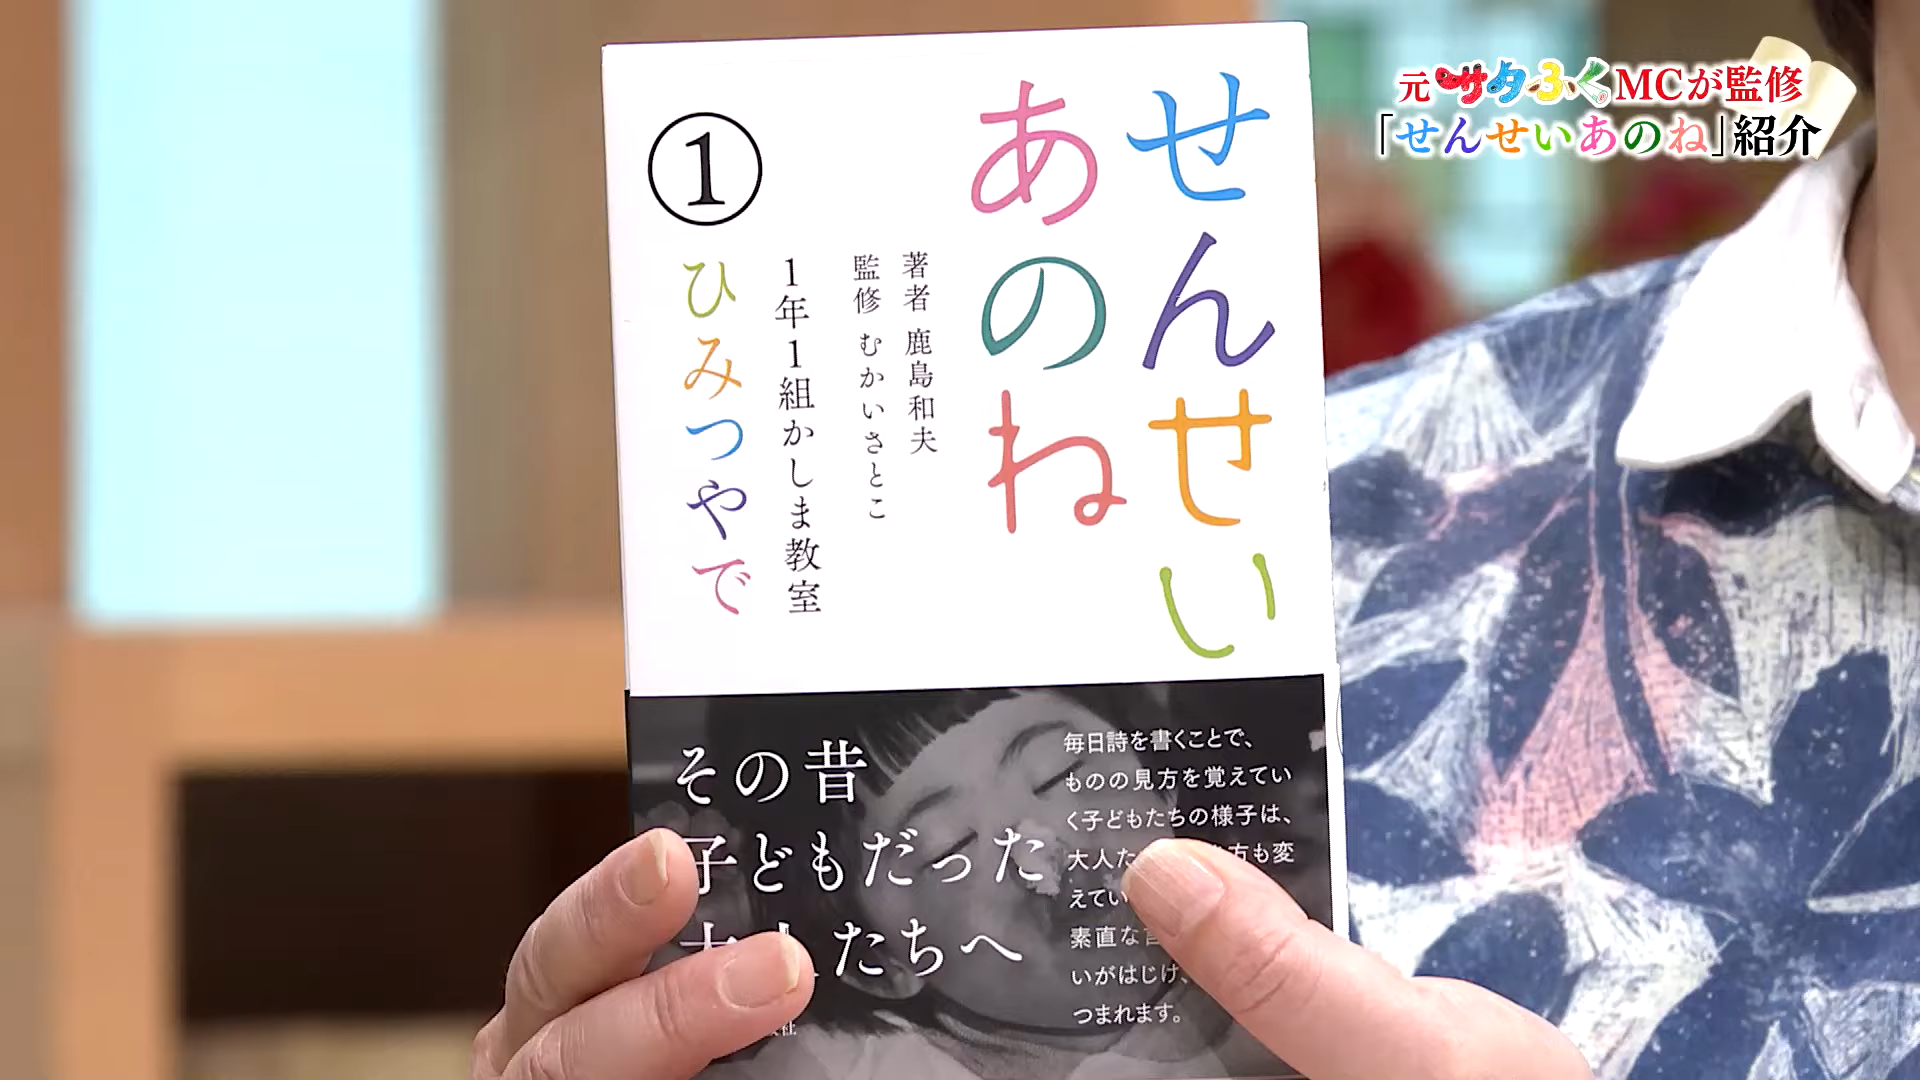 元サタふくMCが監修
「せんせいあのね」紹介
せんせい
あのね
著者 鹿島和夫
監修 むかいさとこ
1年1組かしま教室
①
ひみつやで
その昔
子どもだった
たちへ
毎日詩を書くことで、
ものの見方を覚えてい
く子どもたちの様子は、
大人た
方も変
えてい
素直な
いがはじけ、
つまれます。
社